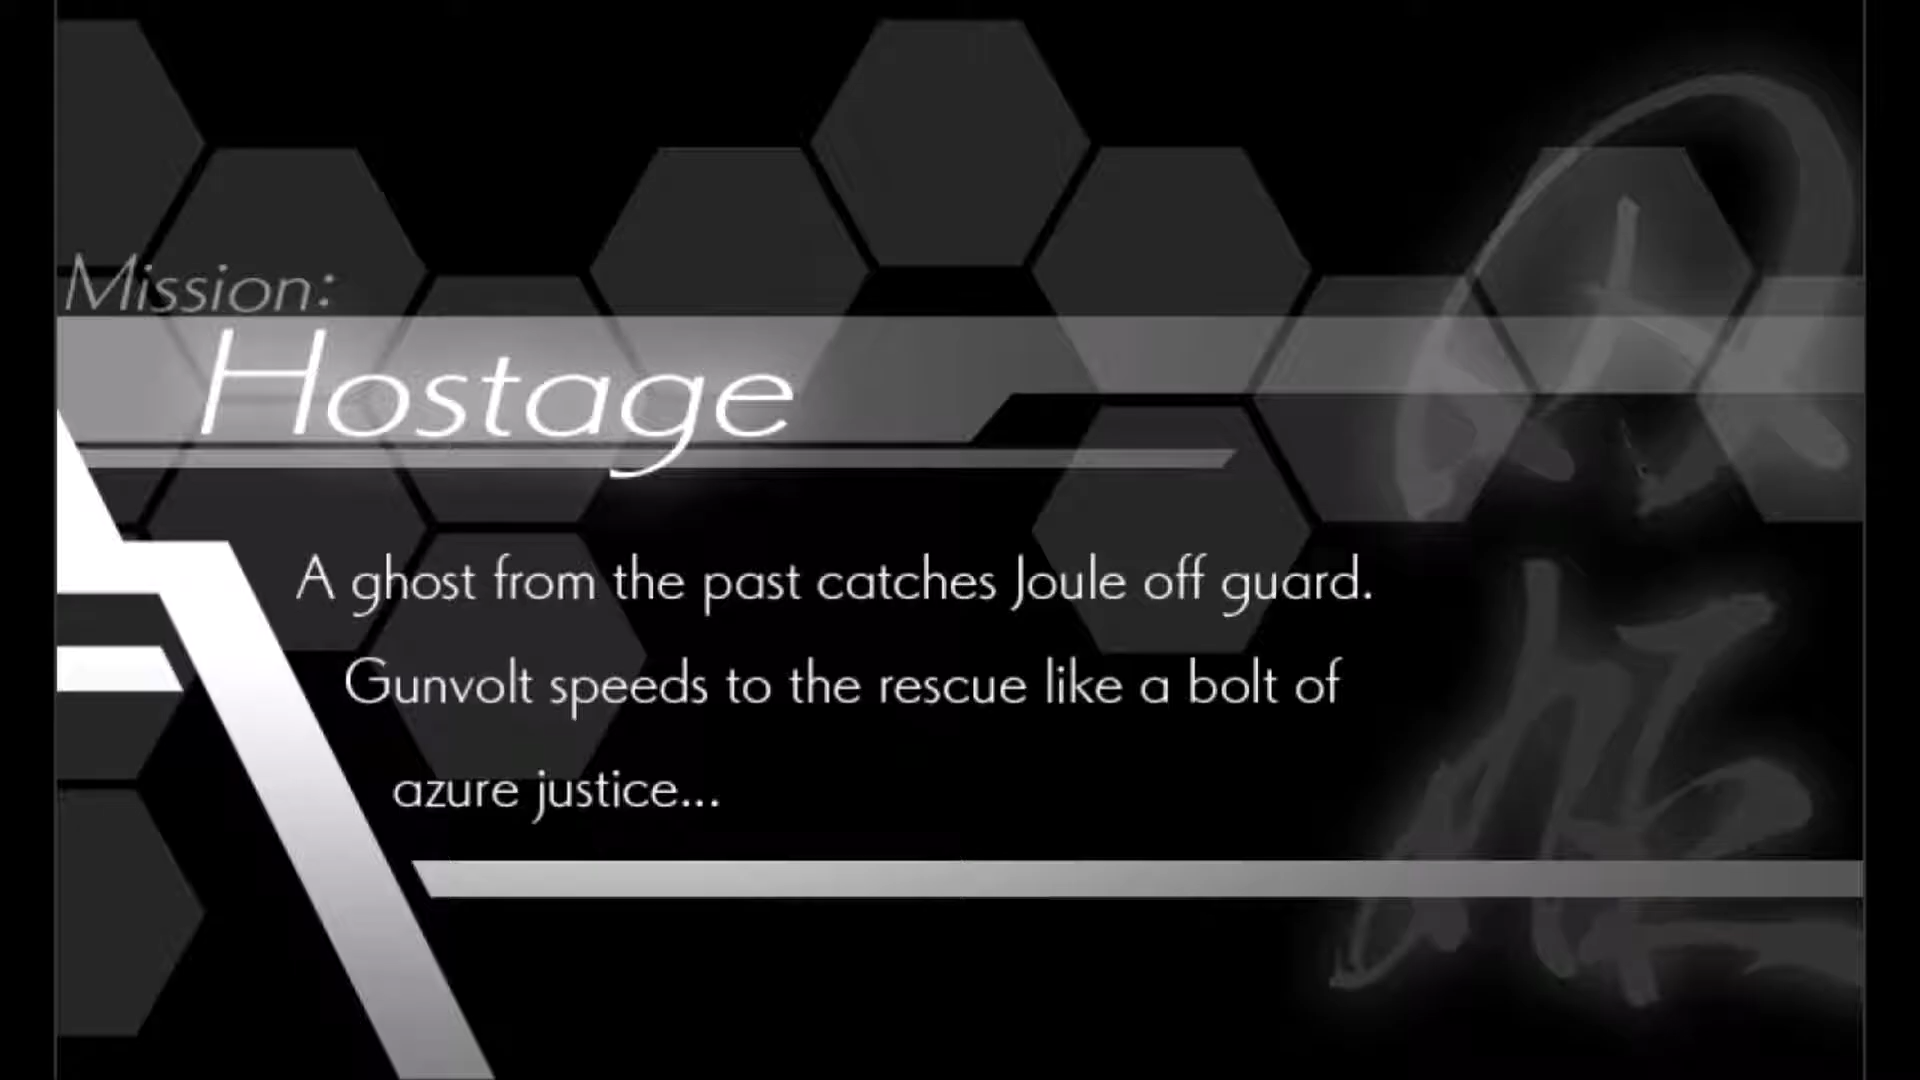 Mission:
Hostage
A ghost from the past catches Joule off guard.
Gunvolt speeds to the rescue like a bolt of
azure justice...